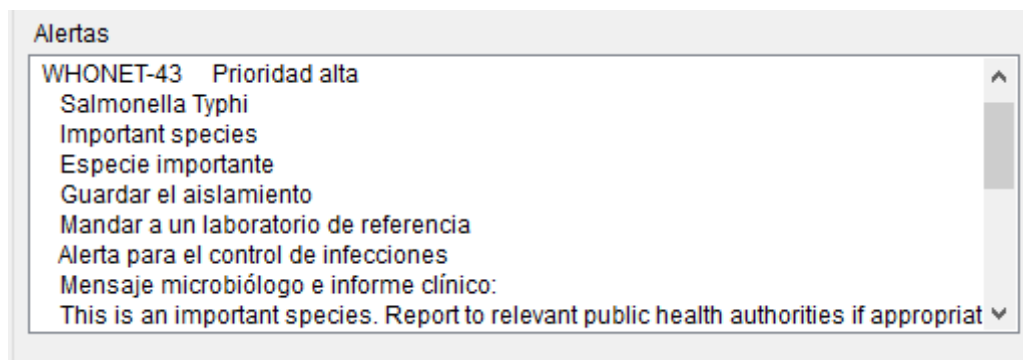 Alertas
WHONET-43 Prioridad alta
Salmonella Typhi
Important species
Especie importante
Guardar el aislamiento
Mandar a un laboratorio de referencia
Alerta para el control de infecciones
Mensaje microbiólogo e informe clínico:
This is an important species. Report to relevant public health authorities if appropriat